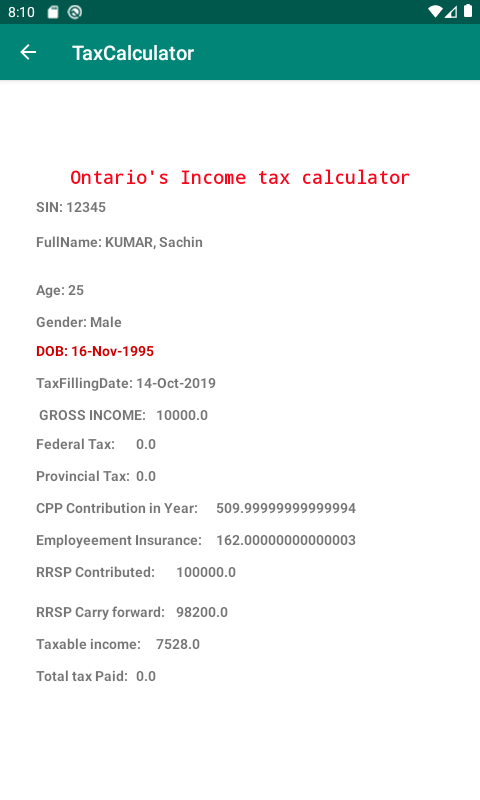 8:10
TaxCalculator
Ontario's Income tax calculator
SIN: 12345
FullName: KUMAR, Sachin
Age: 25
Gender: Male
DOB: 16-Nov-1995
TaxFillingDate: 14-Oct-2019
GROSS INCOME: 10000.0
Federal Tax: 0.0
Provincial Tax: 0.0
CPP Contribution in Year: 509.99999999999994
Employeement Insurance: 162.00000000000003
RRSP Contributed: 100000.0
RRSP Carry forward: 98200.0
Taxable income: 7528.0
Total tax Paid: 0.0